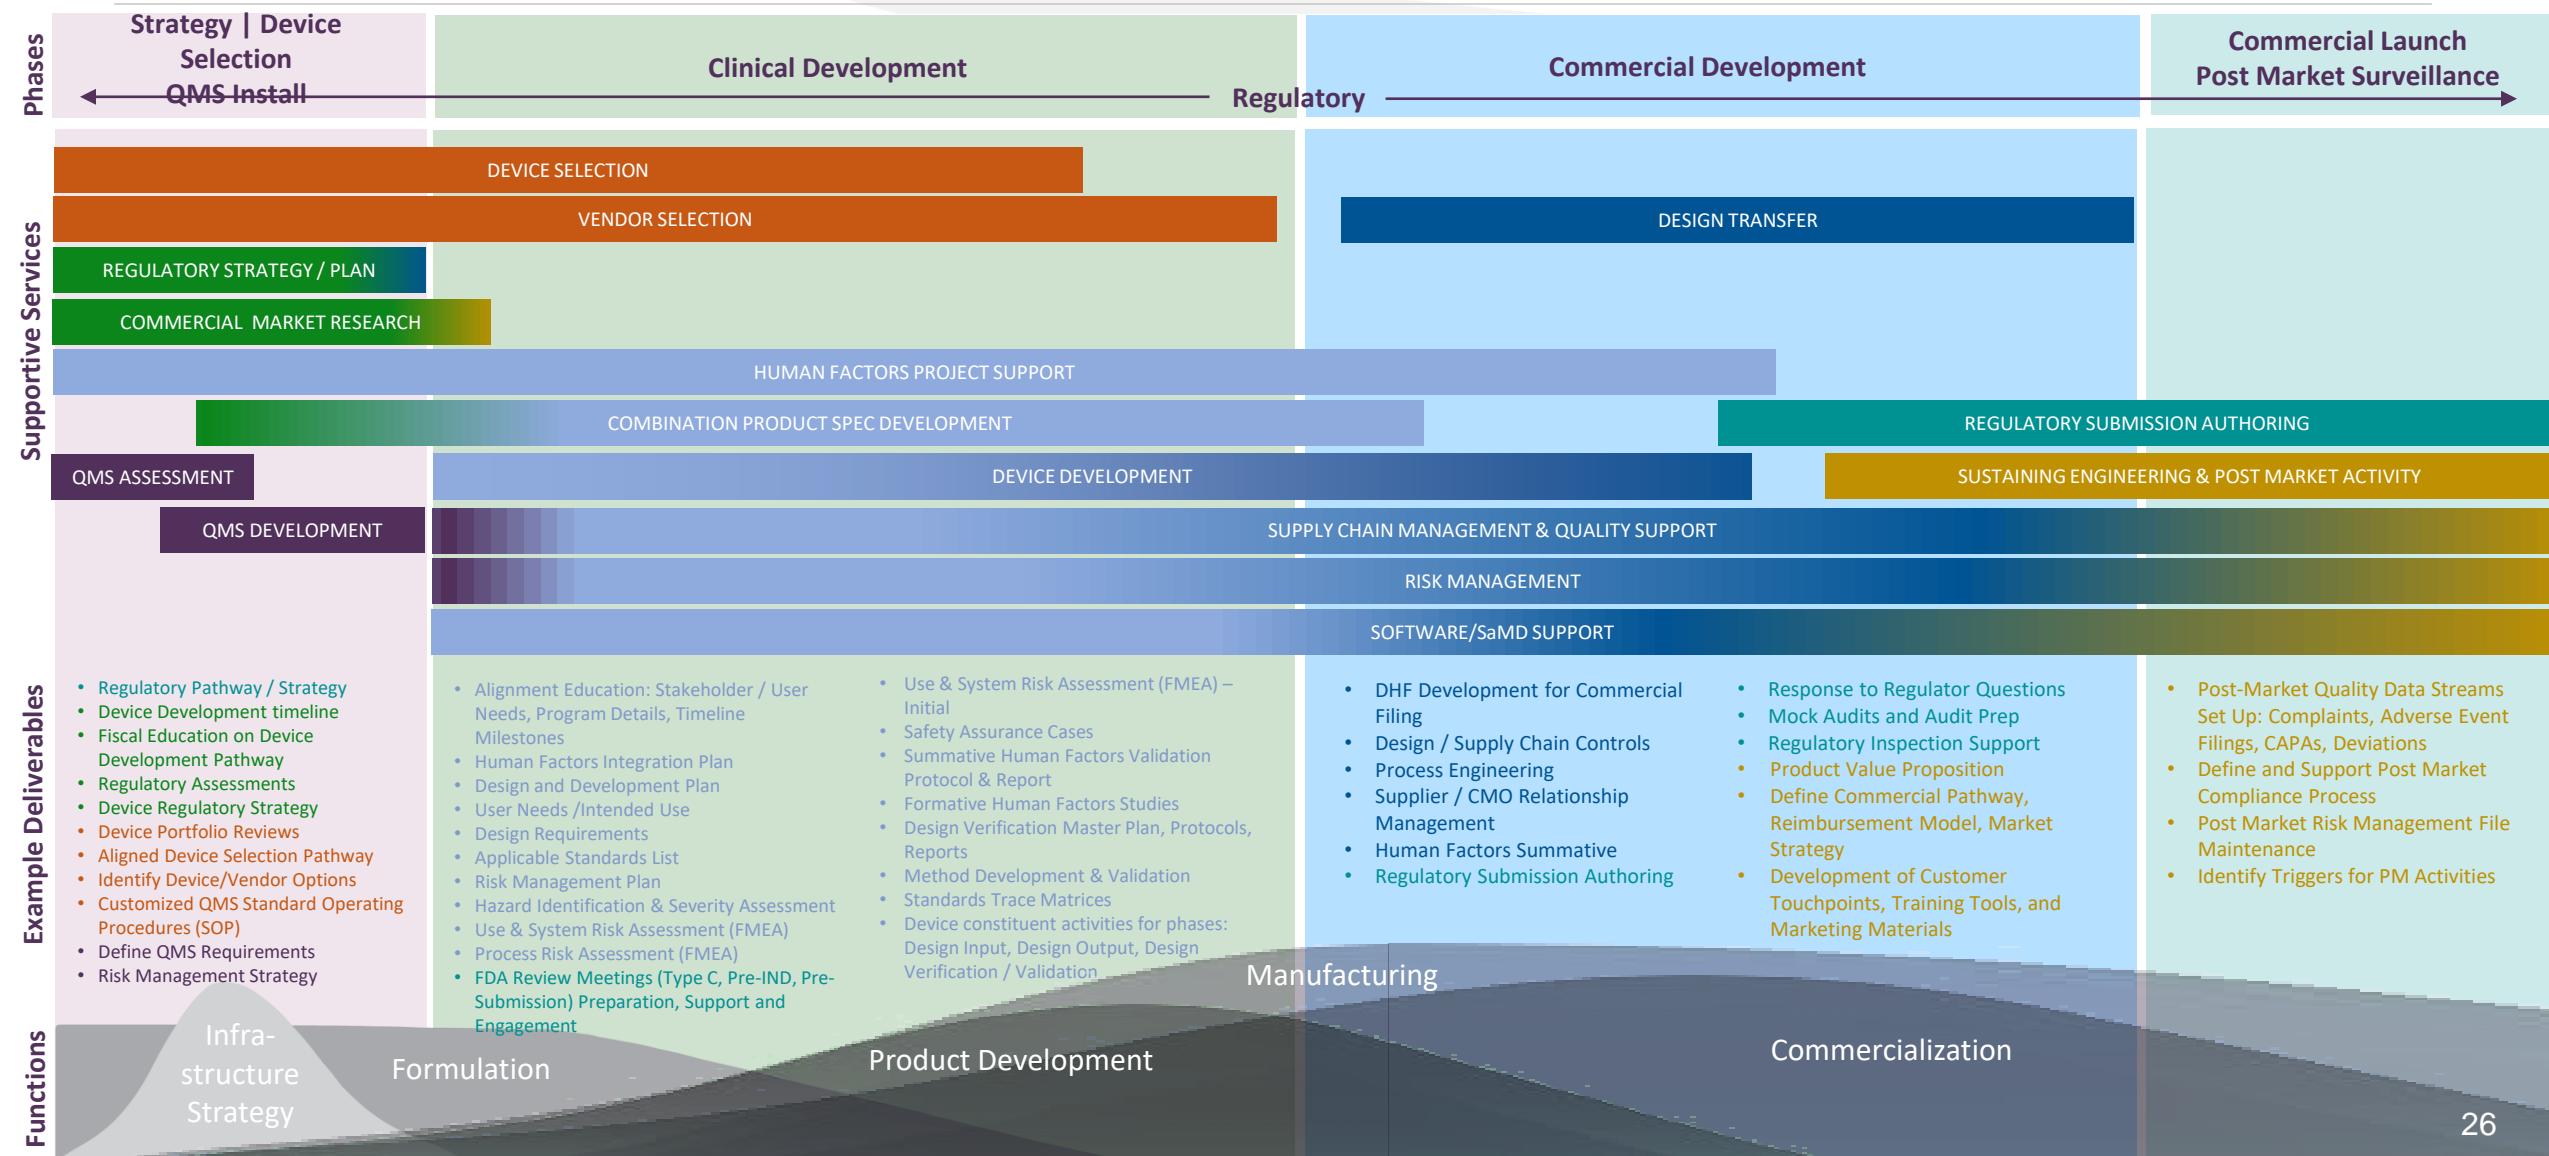 Phases
Strategy | Device
Selection
QMS Install
Clinical Development
Regulatory
Commercial Development
Commercial Launch
Post Market Surveillance
Supportive Services
DEVICE SELECTION
VENDOR SELECTION
DESIGN TRANSFER
REGULATORY STRATEGY / PLAN
COMMERCIAL MARKET RESEARCH
HUMAN FACTORS PROJECT SUPPORT
COMBINATION PRODUCT SPEC DEVELOPMENT
REGULATORY SUBMISSION AUTHORING
QMS ASSESSMENT
DEVICE DEVELOPMENT
SUSTAINING ENGINEERING & POST MARKET ACTIVITY
QMS DEVELOPMENT
SUPPLY CHAIN MANAGEMENT & QUALITY SUPPORT
RISK MANAGEMENT
SOFTWARE/SaMD SUPPORT
Example Deliverables
• Regulatory Pathway / Strategy
• Device Development timeline
• Fiscal Education on Device
Development Pathway
• Regulatory Assessments
• Device Regulatory Strategy
• Device Portfolio Reviews
• Aligned Device Selection Pathway
• Identify Device/Vendor Options
• Customized QMS Standard Operating
Procedures (SOP)
• Define QMS Requirements
• Risk Management Strategy
• Alignment Education: Stakeholder / User
Needs, Program Details, Timeline
Milestones
• Human Factors Integration Plan
• Design and Development Plan
• User Needs /Intended Use
• Design Requirements
• Applicable Standards List
• Risk Management Plan
• Hazard Identification & Severity Assessment
• Use & System Risk Assessment (FMEA)
• Process Risk Assessment (FMEA)
• FDA Review Meetings (Type C, Pre-IND, Pre-
Submission) Preparation, Support and
Engagement
• Use & System Risk Assessment (FMEA) –
Initial
• Safety Assurance Cases
• Summative Human Factors Validation
Protocol & Report
• Formative Human Factors Studies
• Design Verification Master Plan, Protocols,
Reports
• Method Development & Validation
• Standards Trace Matrices
• Device constituent activities for phases:
Design Input, Design Output, Design
Verification / Validation
• DHF Development for Commercial
Filing
• Design / Supply Chain Controls
• Process Engineering
• Supplier / CMO Relationship
Management
• Human Factors Summative
• Regulatory Submission Authoring
• Response to Regulator Questions
• Mock Audits and Audit Prep
• Regulatory Inspection Support
• Product Value Proposition
• Define Commercial Pathway,
Reimbursement Model, Market
Strategy
• Development of Customer
Touchpoints, Training Tools, and
Marketing Materials
• Post-Market Quality Data Streams
Set Up: Complaints, Adverse Event
Filings, CAPAs, Deviations
• Define and Support Post Market
Compliance Process
• Post Market Risk Management File
Maintenance
• Identify Triggers for PM Activities
Functions
Infra-
structure
Strategy
Formulation
Product Development
Manufacturing
Commercialization
26